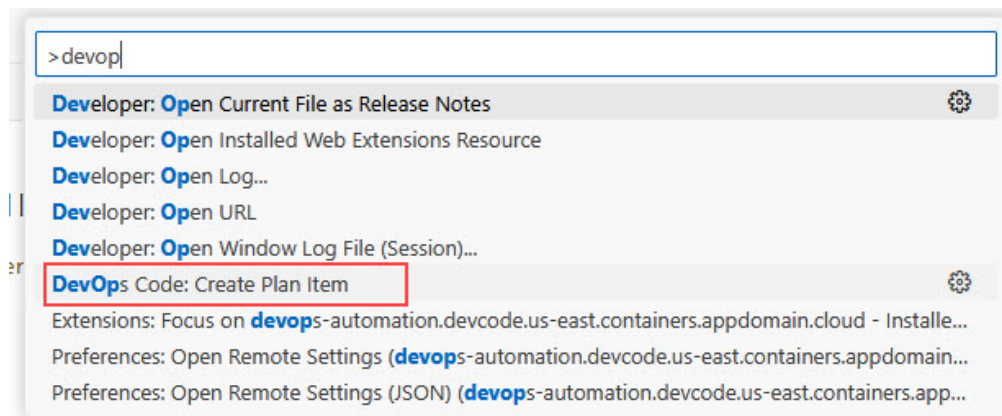 >devop
Developer: Open Current File as Release Notes
Developer: Open Installed Web Extensions Resource
Developer: Open Log...
Developer: Open URL
Developer: Open Window Log File (Session)...
DevOps Code: Create Plan Item
Extensions: Focus on devops-automation.devcode.us-east.containers.appdomain.cloud - Installe...
Preferences: Open Remote Settings (devops-automation.devcode.us-east.containers.appdomain...
Preferences: Open Remote Settings (JSON) (devops-automation.devcode.us-east.containers.app...